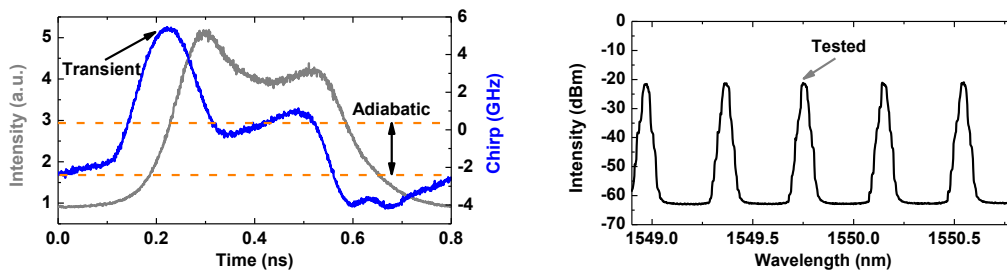 5
4
3
2
1
Intensity (a.u.)
Transient
Adiabatic
6
4
2
0
-2
-4
Chirp (GHz)
0.0 0.2 0.4 0.6 0.8
Time (ns)
0
-10
-20
-30
-40
-50
-60
-70
Intensity (dBm)
Tested
1549.0 1549.5 1550.0 1550.5
Wavelength (nm)